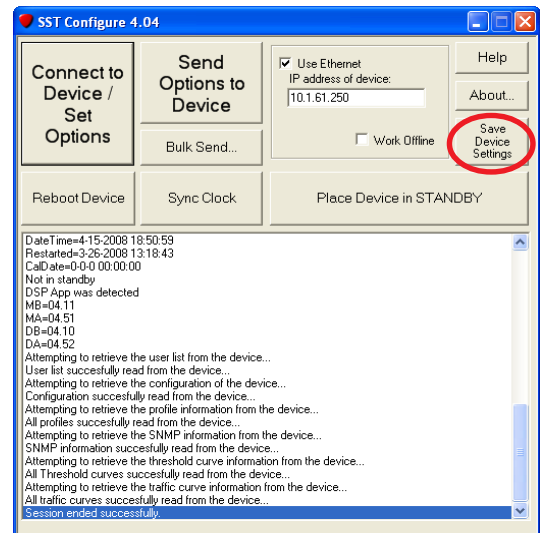 SST Configure 4.04
Connect to
Device /
Set
Options
Send
Options to
Device
Bulk Send...
Use Ethernet
IP address of device:
10.1.61.250
Work Offline
Help
About...
Save
Device
Settings
Reboot Device
Sync Clock
Place Device in STANDBY
DateTime=4-15-2008 18:50:59
Restarted=3-26-2008 13:18:43
CalDate=0-0-0 00:00:00
Not in standby
DSP App was detected
MB=04.11
MA=04.51
DB=04.10
DA=04.52
Attempting to retrieve the user list from the device...
User list succesfully read from the device...
Attempting to retrieve the configuration of the device...
Configuration succesfully read from the device...
Attempting to retrieve the profile information from the device...
All profiles succesfully read from the device...
Attempting to retrieve the SNMP information from the device...
SNMP information succesfully read from the device...
Attempting to retrieve the threshold curve information from the device...
All Threshold curves succesfully read from the device...
Attempting to retrieve the traffic curve information from the device...
All traffic curves succesfully read from the device...
Session ended successfully.